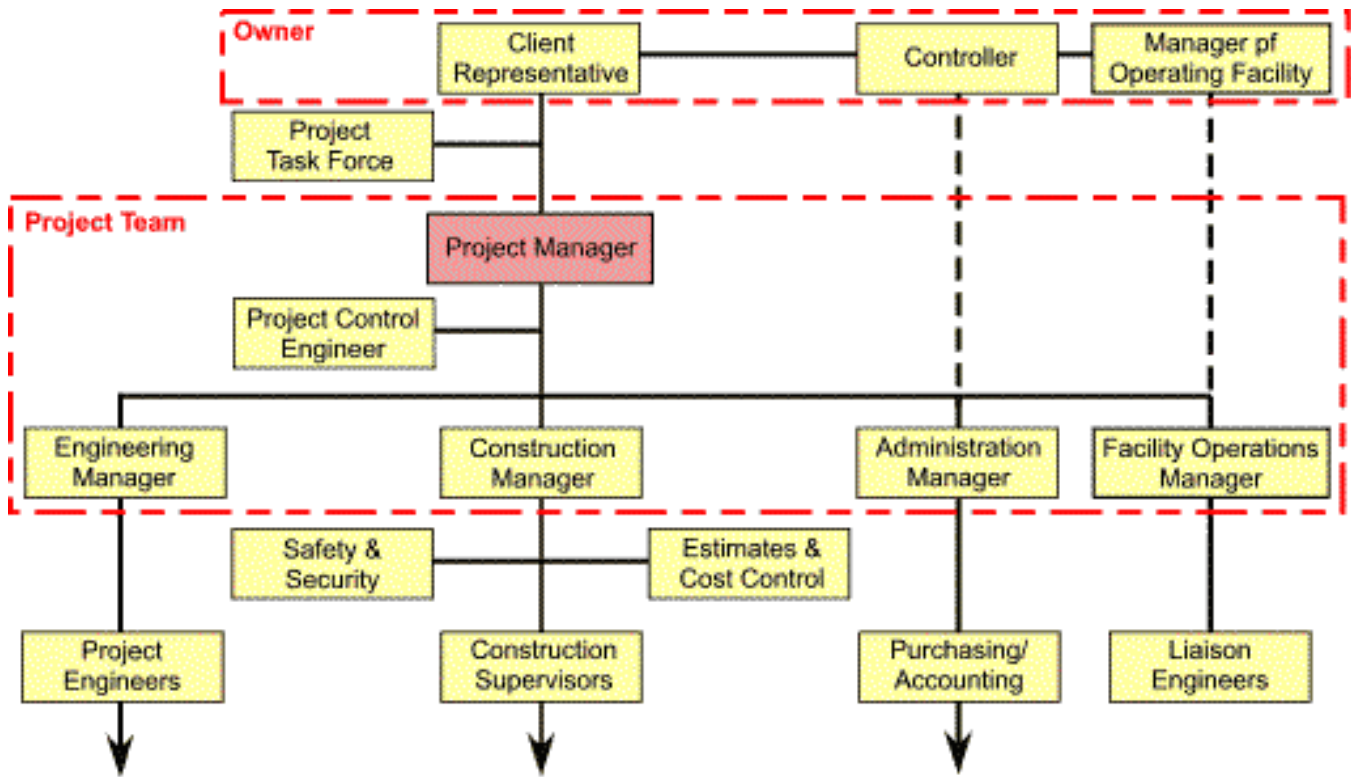 Owner
Client
Representative
Controller
Manager pf
Operating Facility
Project
Task Force
Project Team
Project Manager
Project Control
Engineer
Engineering
Manager
Construction
Manager
Administration
Manager
Facility Operations
Manager
Safety &
Security
Estimates &
Cost Control
Project
Engineers
Construction
Supervisors
Purchasing/
Accounting
Liaison
Engineers